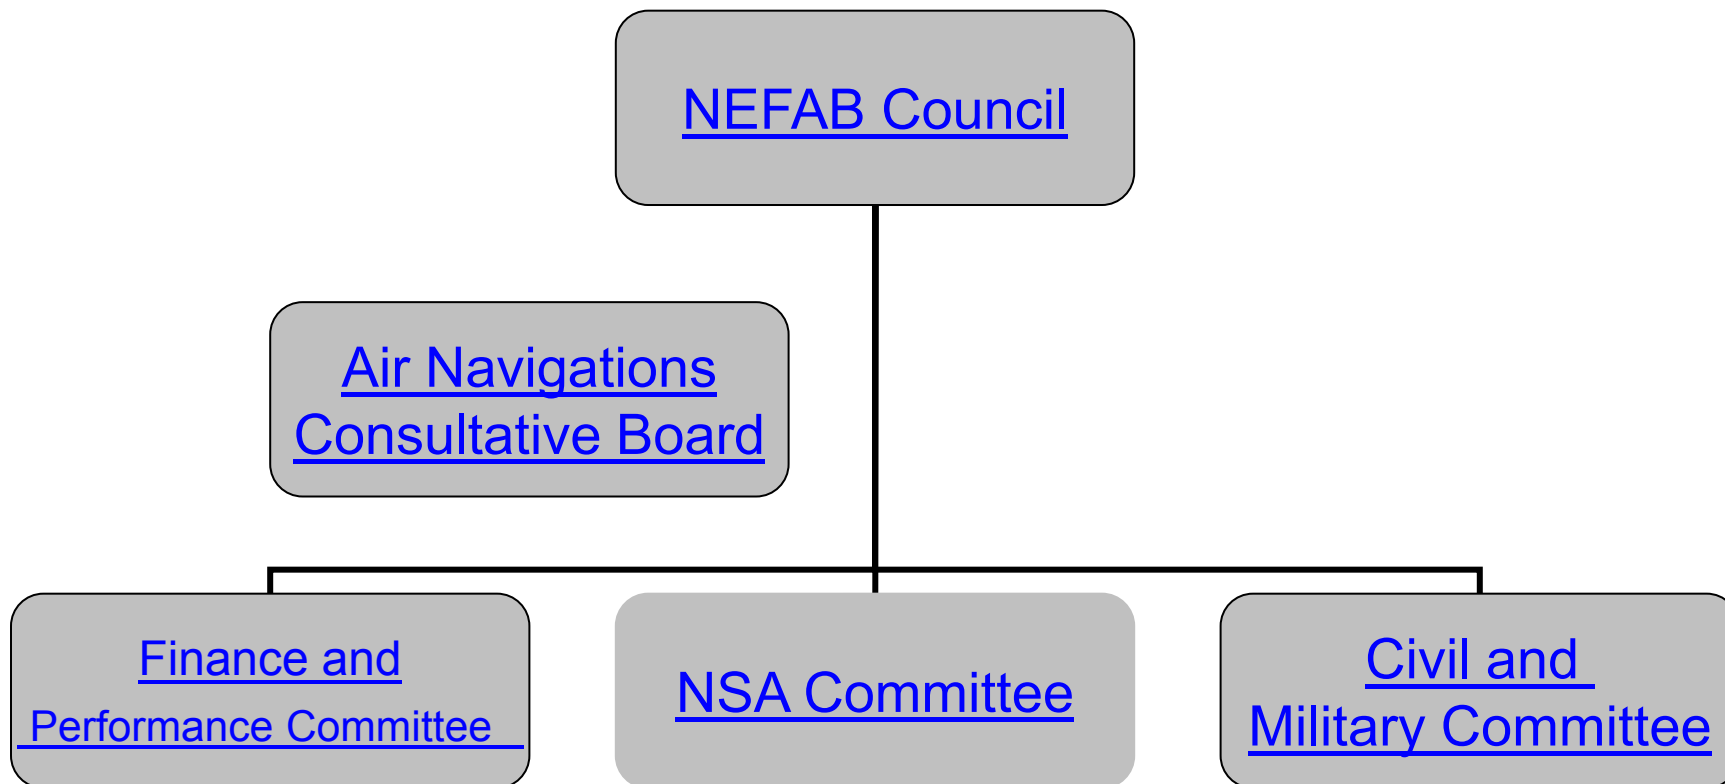 NEFAB Council
Air Navigations
Consultative Board
Finance and
Performance Committee
NSA Committee
Civil and
Military Committee